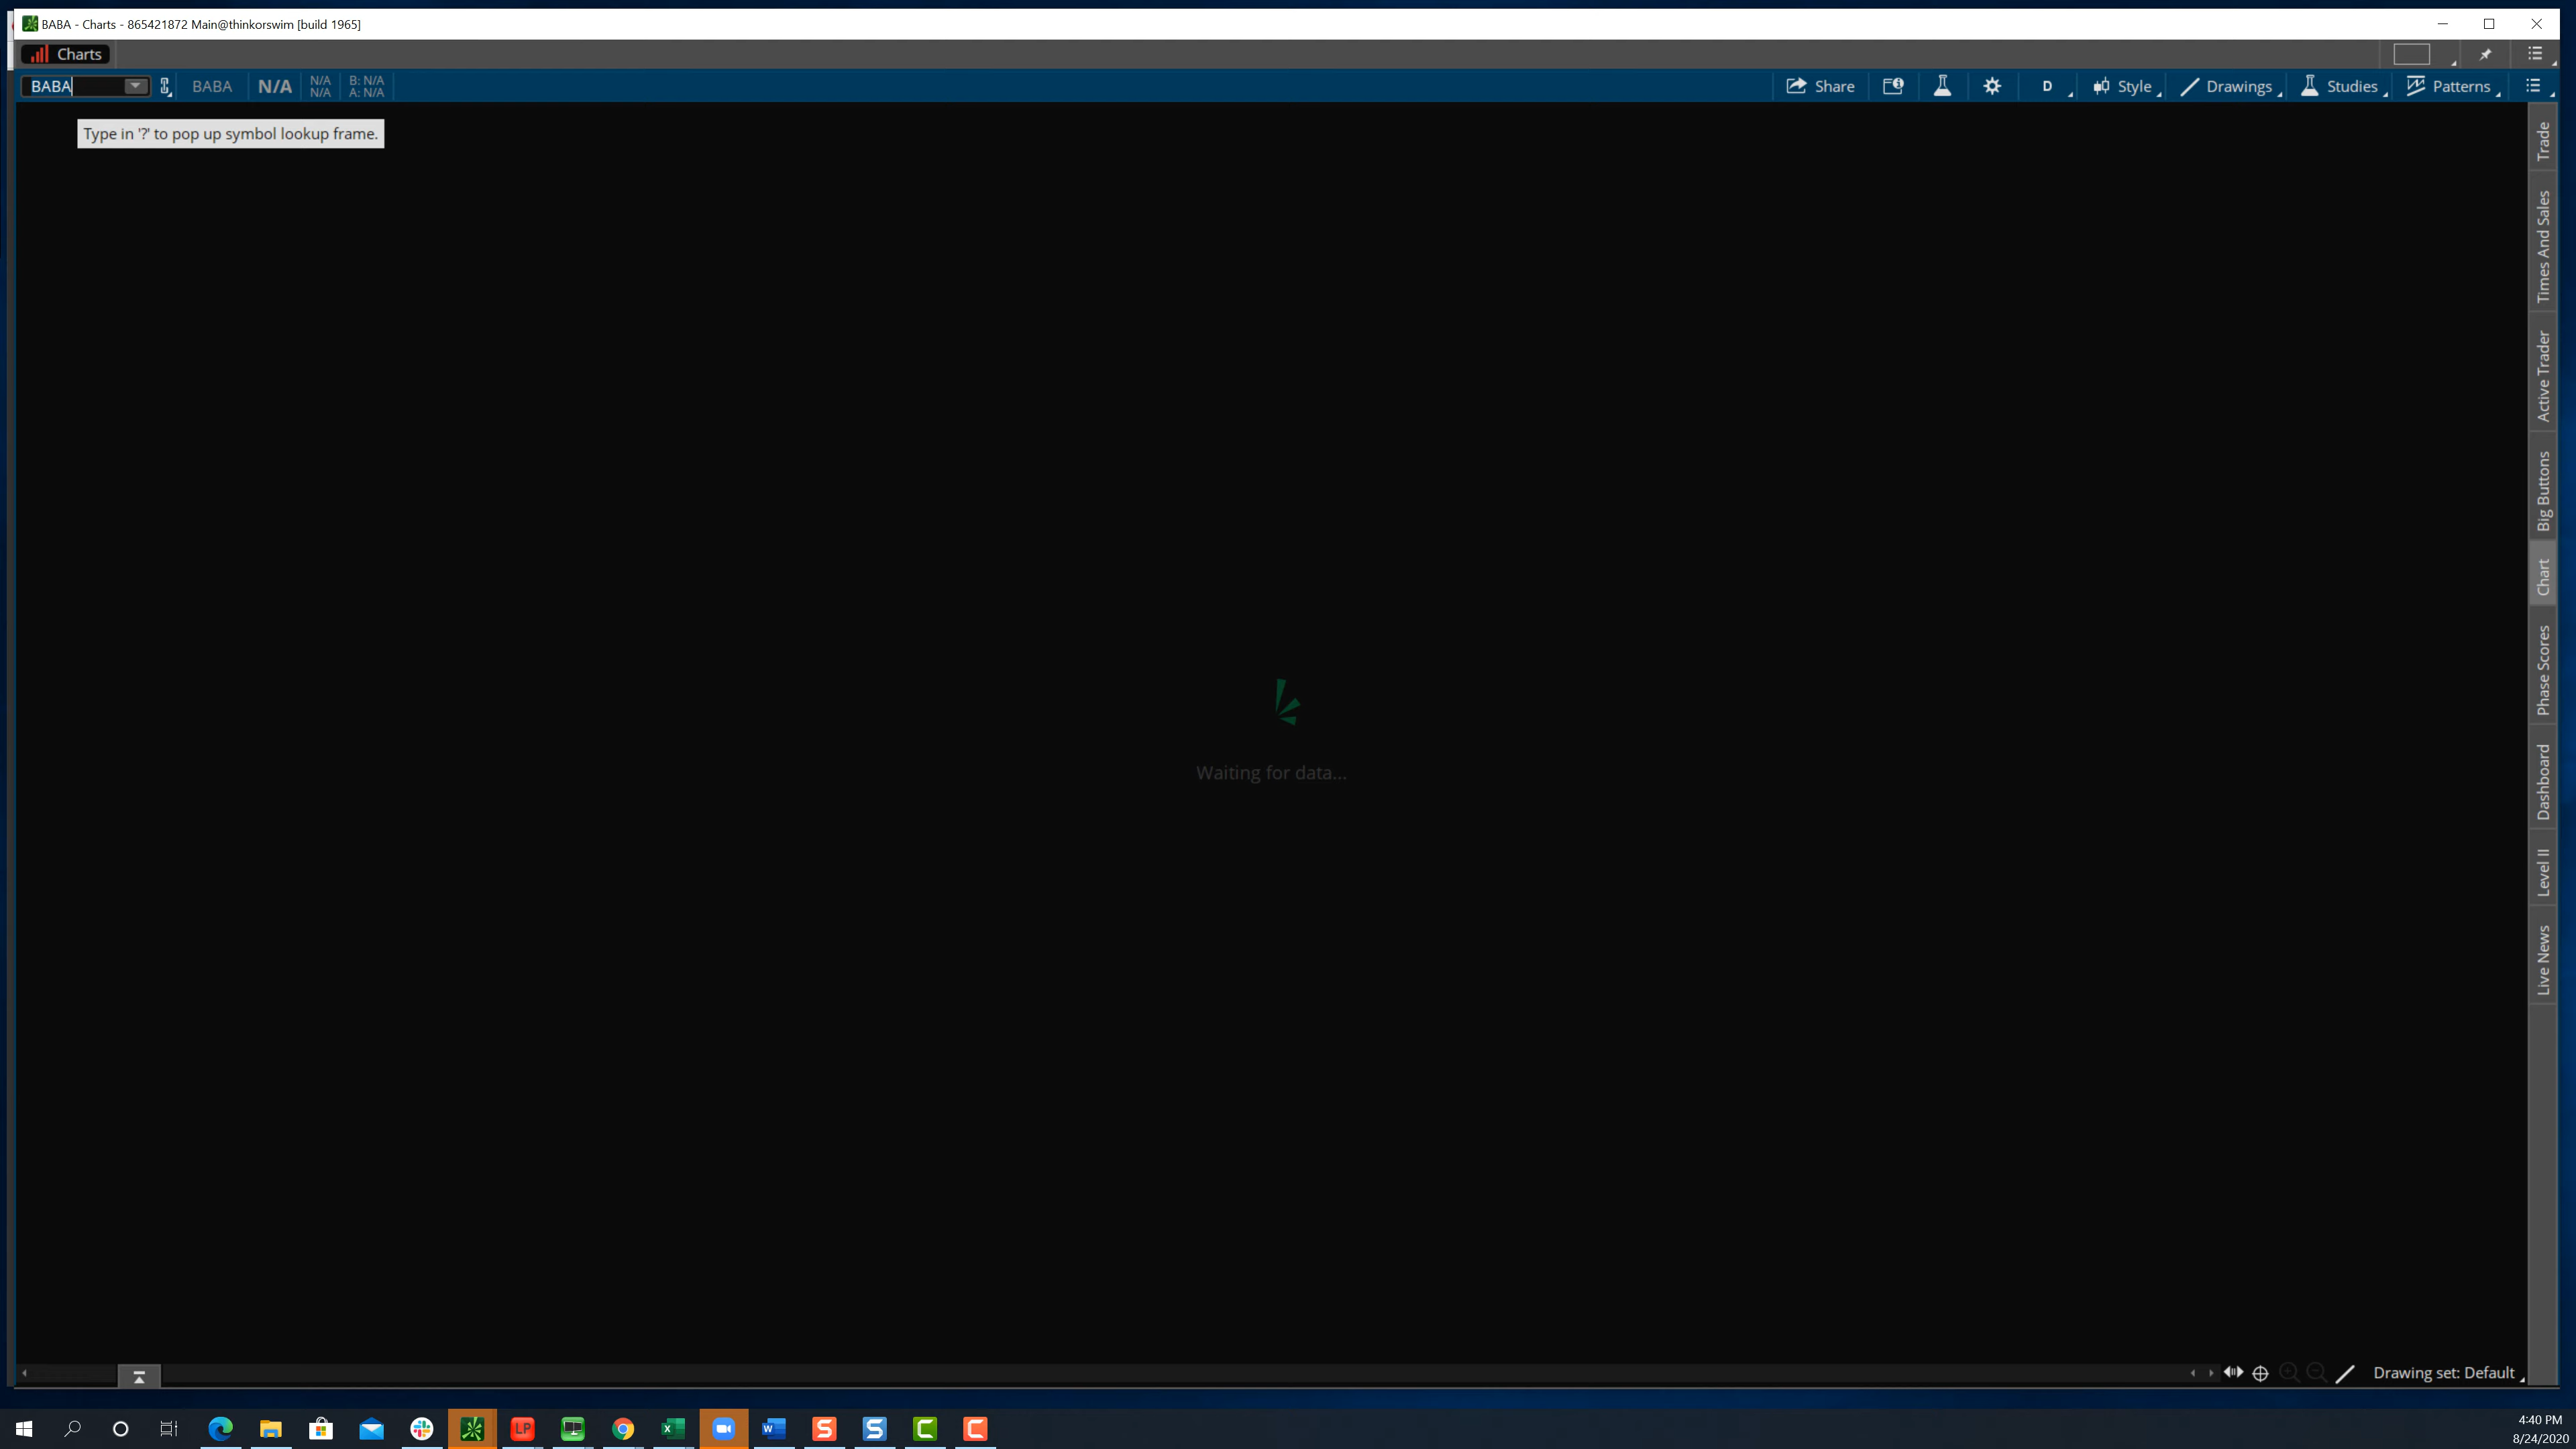 BABA - Charts - 865421872 Main@thinkorswim [build 1965]
Charts
BABA
BABA
N/A
N/A
N/A
B: N/A
A: N/A
Share
D
Style
Drawings
Studies
Patterns
Type in '?' to pop up symbol lookup frame.
Trade
Times And Sales
Active Trader
Big Buttons
Chart
Phase Scores
Dashboard
Level II
Live News
Waiting for data...
Drawing set: Default
LP
X
W
S
S
C
C
4:40 PM
8/24/2020